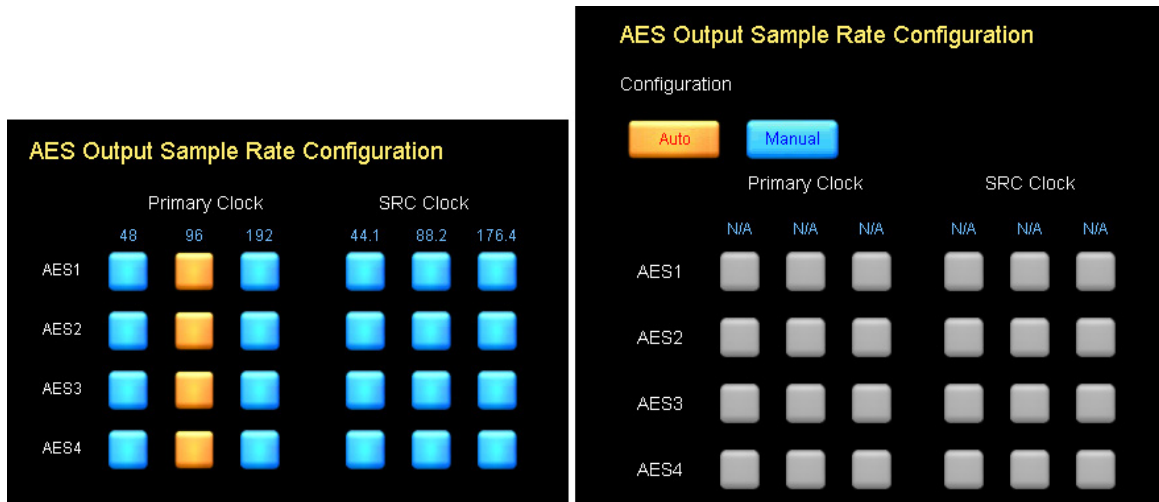 AES Output Sample Rate Configuration
Primary Clock SRC Clock
48 96 192 44.1 88.2 176.4
AES1
AES2
AES3
AES4
AES Output Sample Rate Configuration
Configuration
Auto Manual
Primary Clock SRC Clock
N/A N/A N/A N/A N/A N/A
AES1
AES2
AES3
AES4